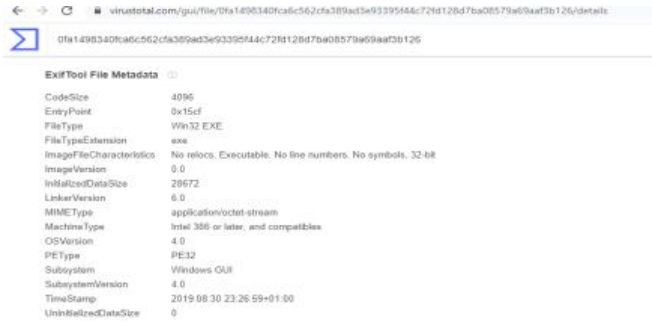 virustotal.com/gui/file/0fa1498340fca6c562cfa389ad3e93395f44c72fd128d7ba08579a69aaf3b126/details
0fa1498340fca6c562cfa389ad3e93395f44c72fd128d7ba08579a69aaf3b126
ExifTool File Metadata
CodeSize 4096
EntryPoint 0x15cf
FileType Win32 EXE
FileTypeExtension exe
ImageFileCharacteristics No relocs, Executable, No line numbers, No symbols, 32-bit
ImageVersion 0.0
InitializedDataSize 28672
LinkerVersion 6.0
MIMEType application/octet-stream
MachineType Intel 386 or later, and compatibles
OSVersion 4.0
PEType PE32
Subsystem Windows GUI
SubsystemVersion 4.0
TimeStamp 2019:08:30 23:26:59+01:00
UninitializedDataSize 0